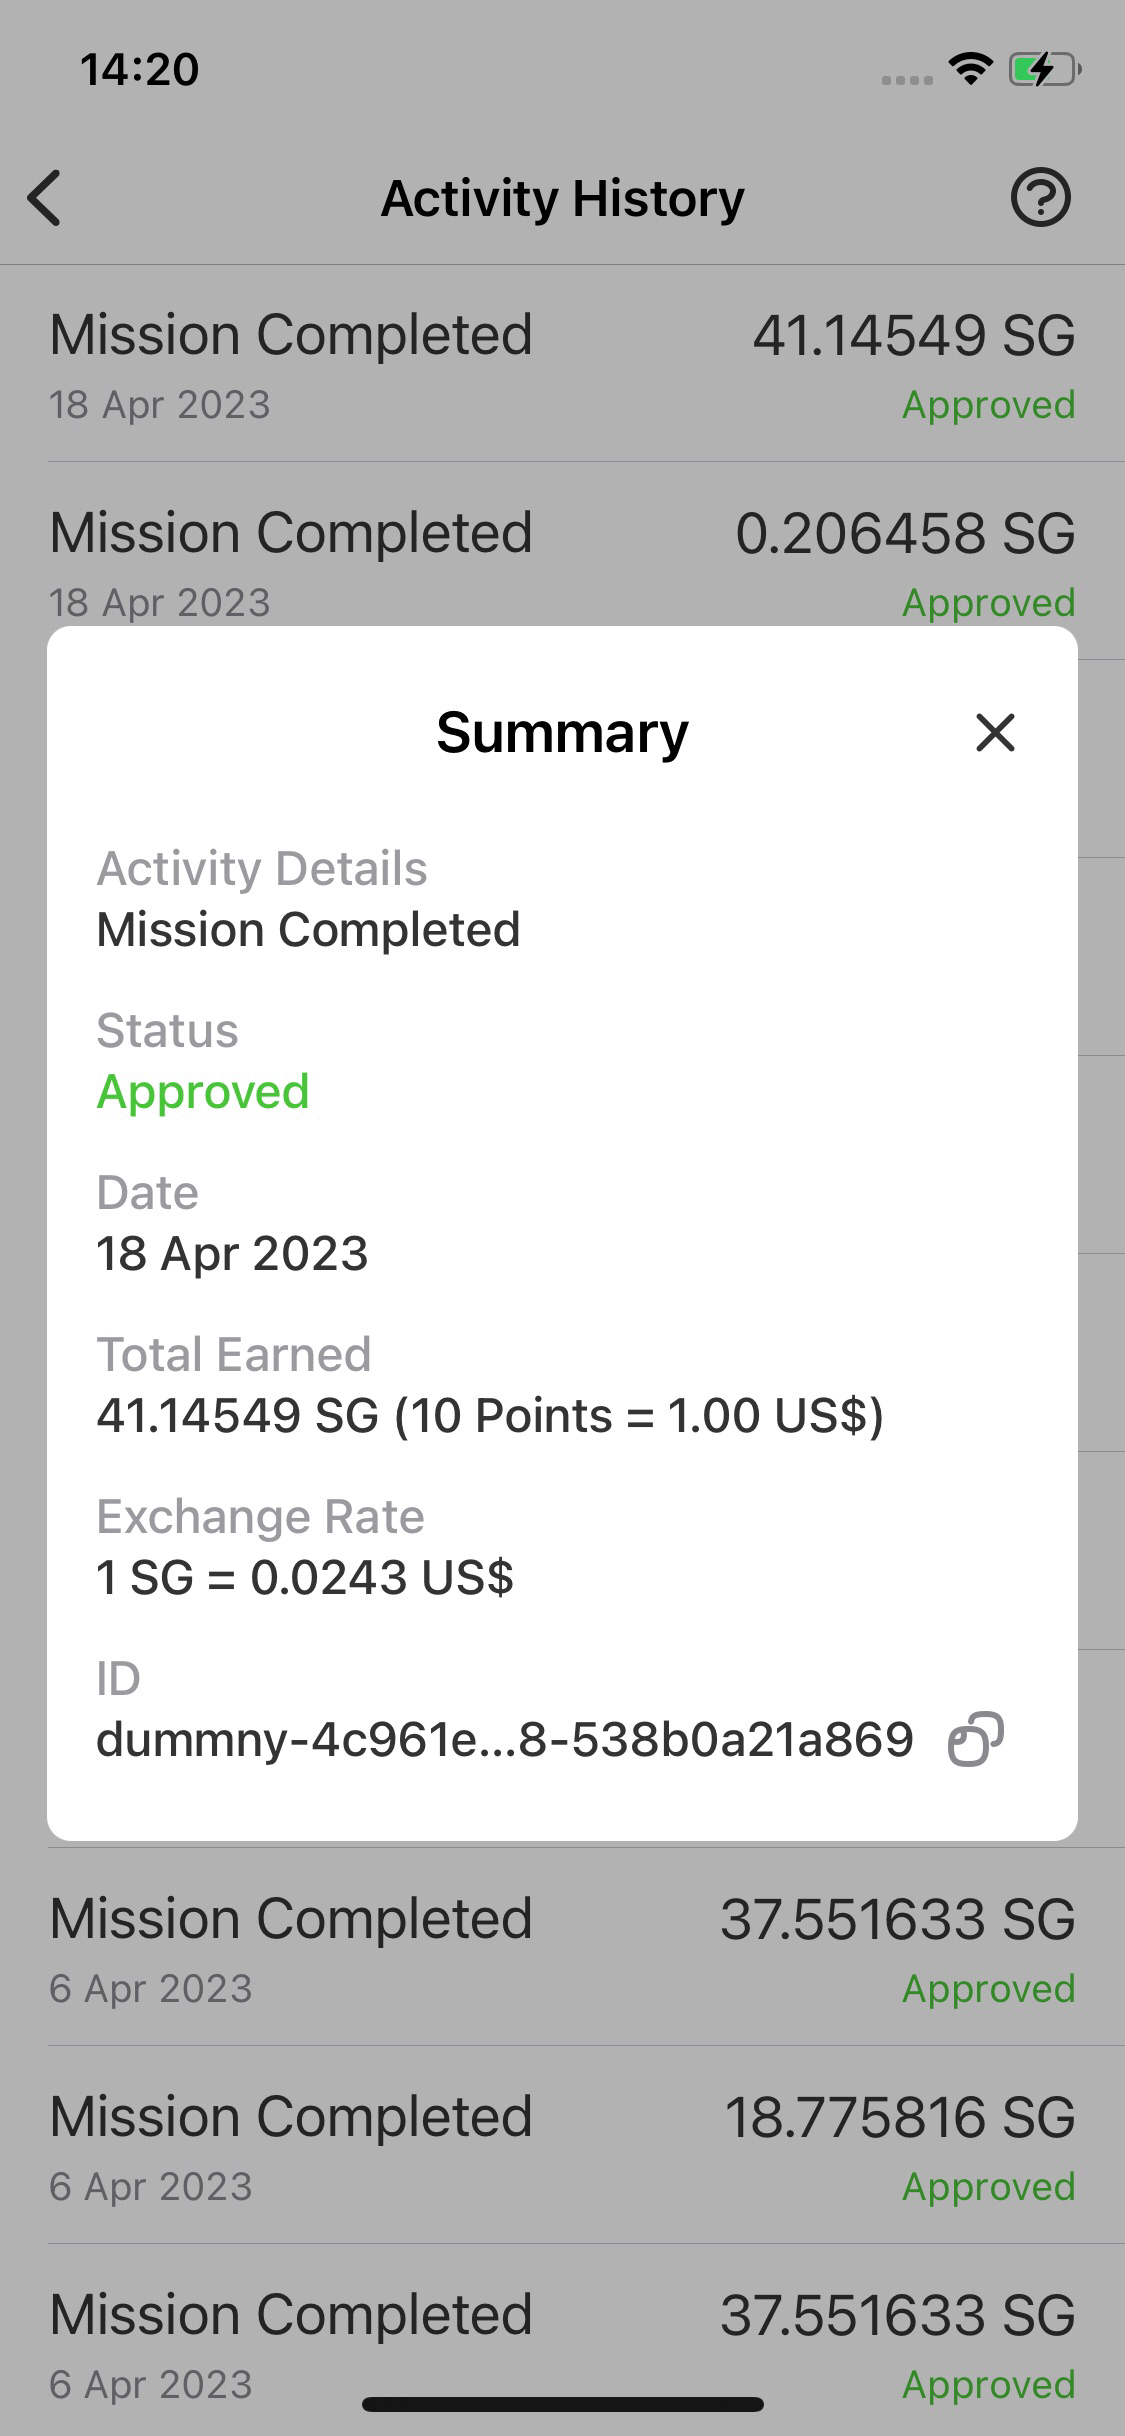 14:20
Activity History
Mission Completed 41.14549 SG
18 Apr 2023 Approved
Mission Completed 0.206458 SG
18 Apr 2023 Approved
Summary
Activity Details
Mission Completed
Status
Approved
Date
18 Apr 2023
Total Earned
41.14549 SG (10 Points = 1.00 US$)
Exchange Rate
1 SG = 0.0243 US$
ID
dummny-4c961e...8-538b0a21a869
Mission Completed 37.551633 SG
6 Apr 2023 Approved
Mission Completed 18.775816 SG
6 Apr 2023 Approved
Mission Completed 37.551633 SG
6 Apr 2023 Approved